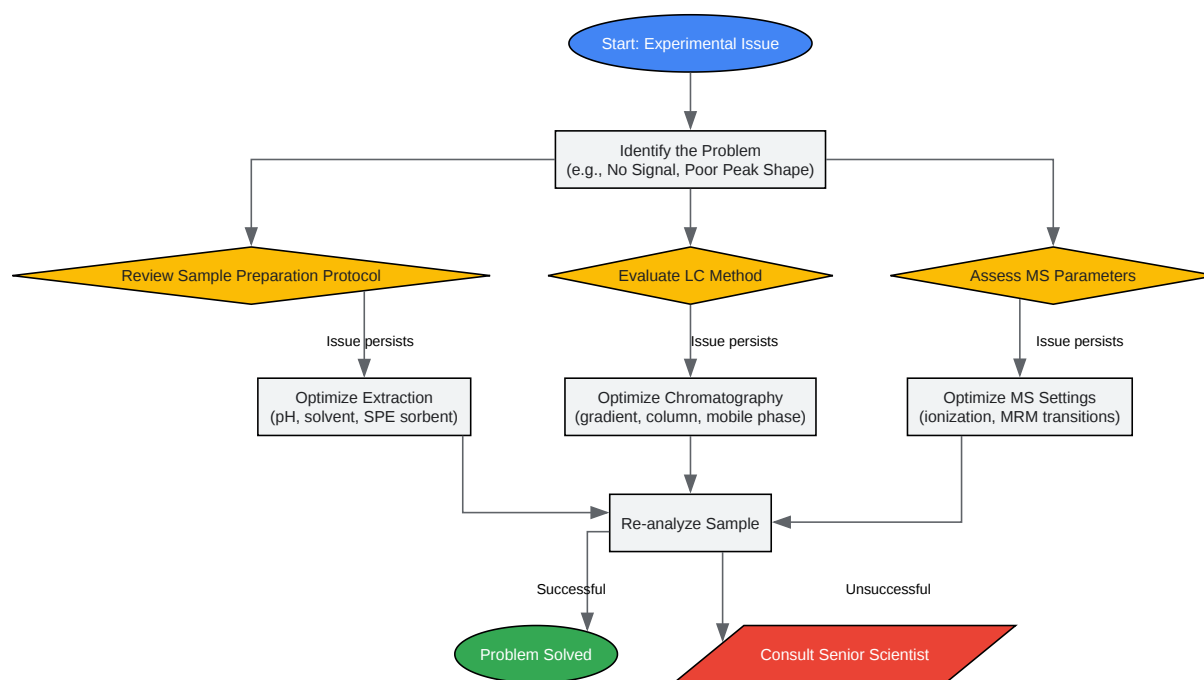 Start: Experimental Issue
Identify the Problem
(e.g., No Signal, Poor Peak Shape)
Review Sample Preparation Protocol
Evaluate LC Method
Assess MS Parameters
Issue persists
Issue persists
Issue persists
Optimize Extraction
(pH, solvent, SPE sorbent)
Optimize Chromatography
(gradient, column, mobile phase)
Optimize MS Settings
(ionization, MRM transitions)
Re-analyze Sample
Successful
Unsuccessful
Problem Solved
Consult Senior Scientist